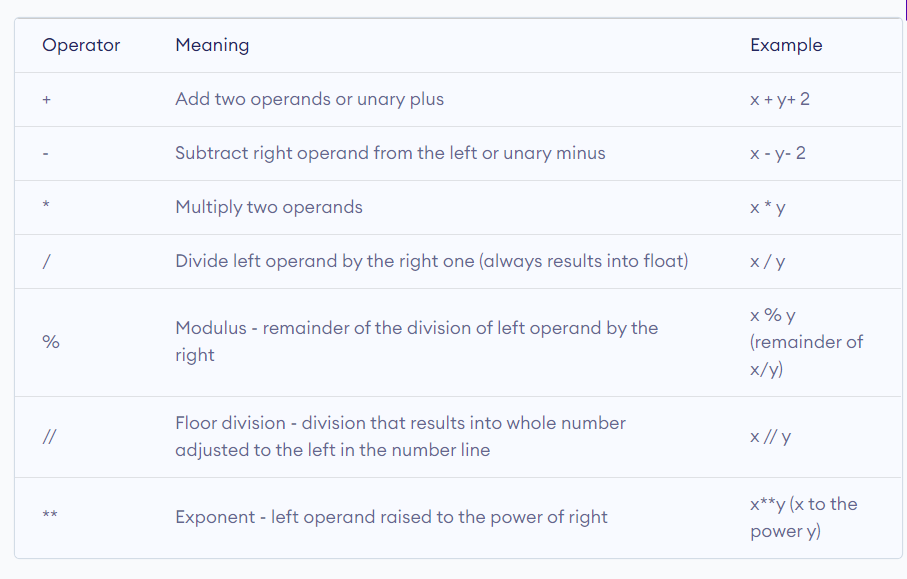 Operator Meaning Example
+ Add two operands or unary plus x + y+ 2
- Subtract right operand from the left or unary minus x - y- 2
* Multiply two operands x * y
/ Divide left operand by the right one (always results into float) x / y
% Modulus - remainder of the division of left operand by the
right
x % y
(remainder of
x/y)
// Floor division - division that results into whole number
adjusted to the left in the number line
x // y
** Exponent - left operand raised to the power of right
x**y (x to the
power y)